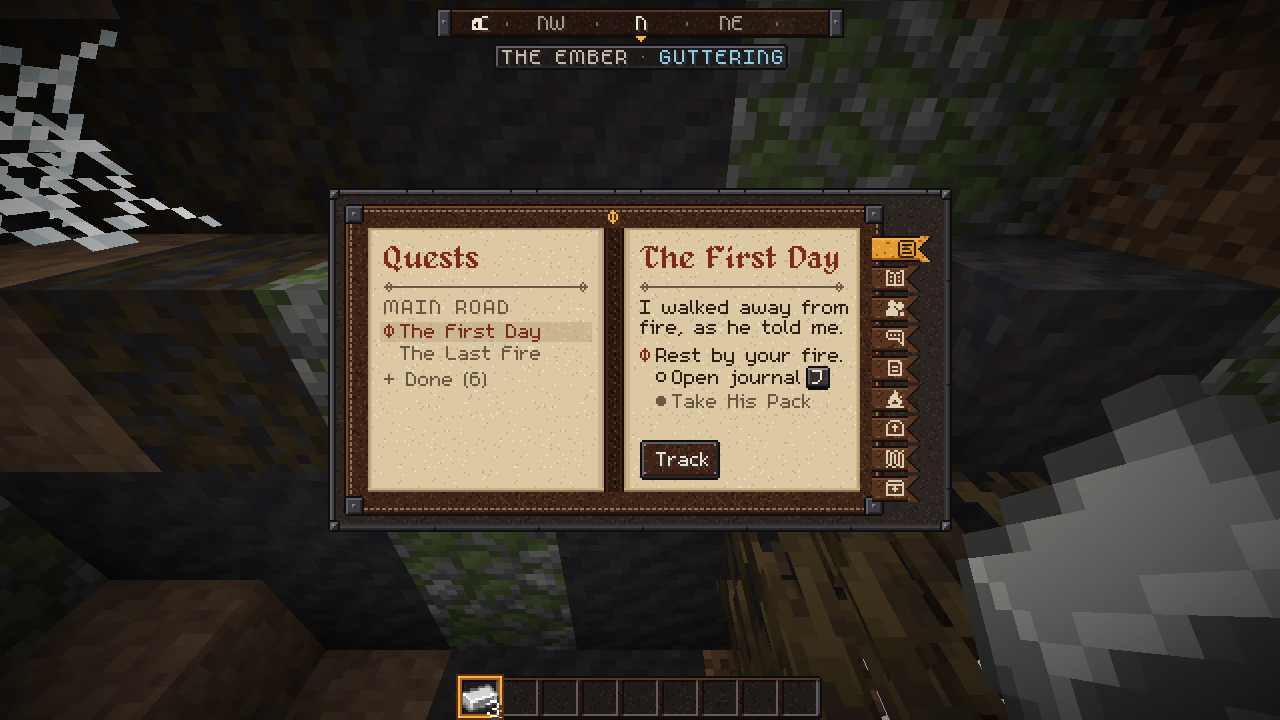 NW · N · NE ·
THE EMBER · GUTTERING
Quests
MAIN ROAD
The First Day
The Last Fire
+ Done (6)
The First Day
I walked away from
fire, as he told me.
Rest by your fire.
Open journal J
Take His Pack
Track
3